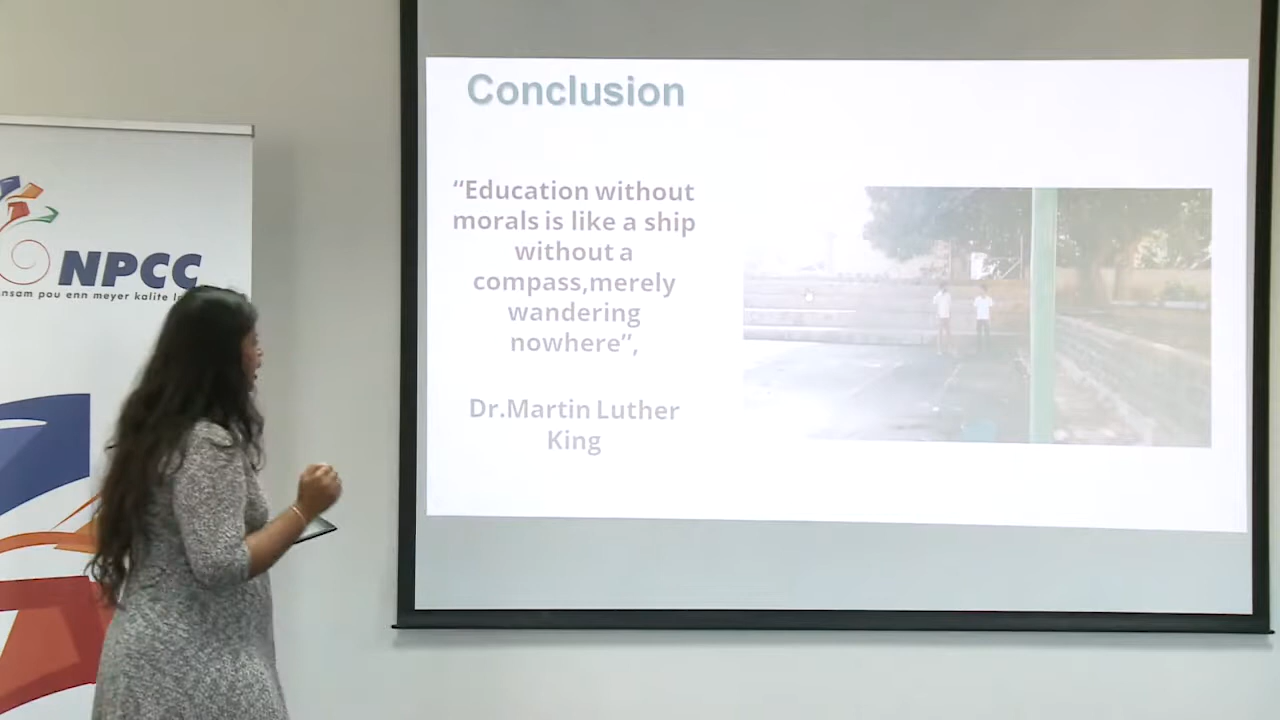 Conclusion
“Education without
morals is like a ship
without a
compass,merely
wandering
nowhere”,
Dr.Martin Luther
King
NPCC
nsam pou enn meyer kalite